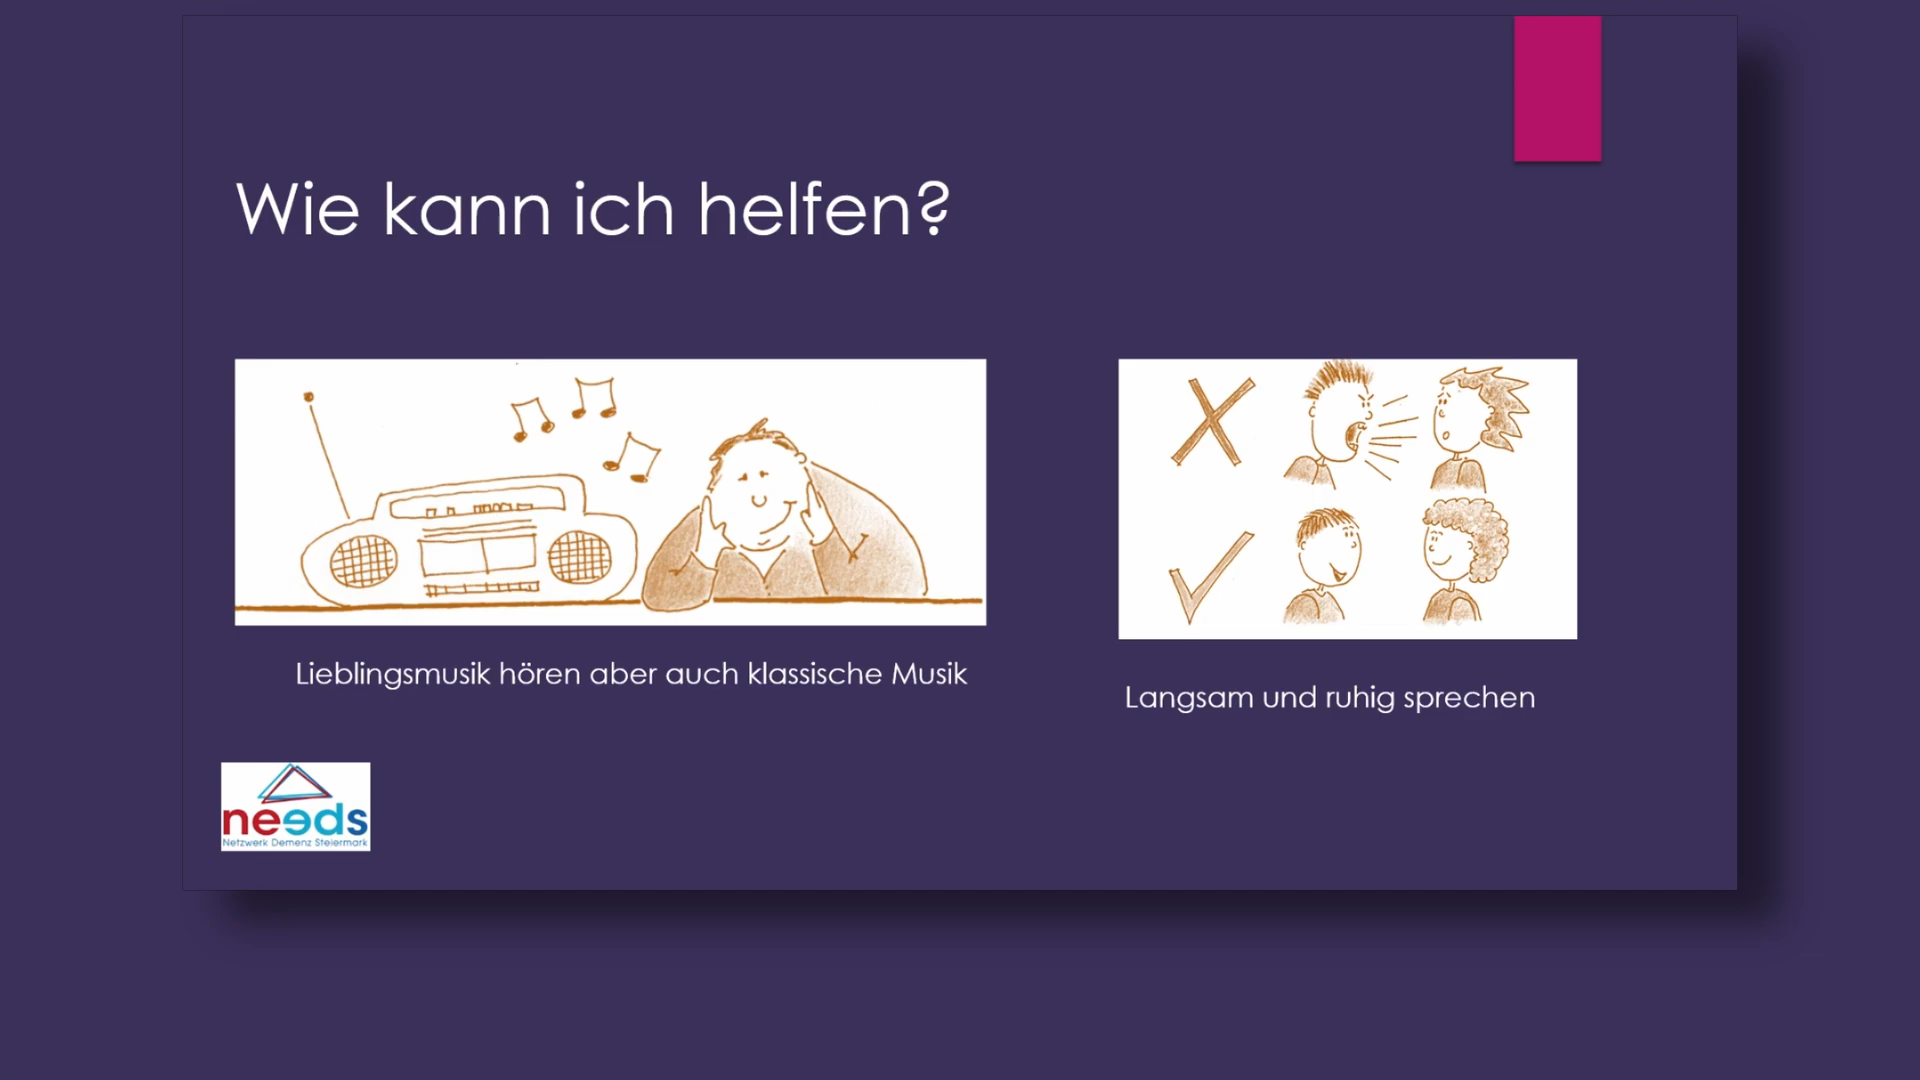 Wie kann ich helfen?
Lieblingsmusik hören aber auch klassische Musik
Langsam und ruhig sprechen
needs
Netzwerk Demenz Steiermark